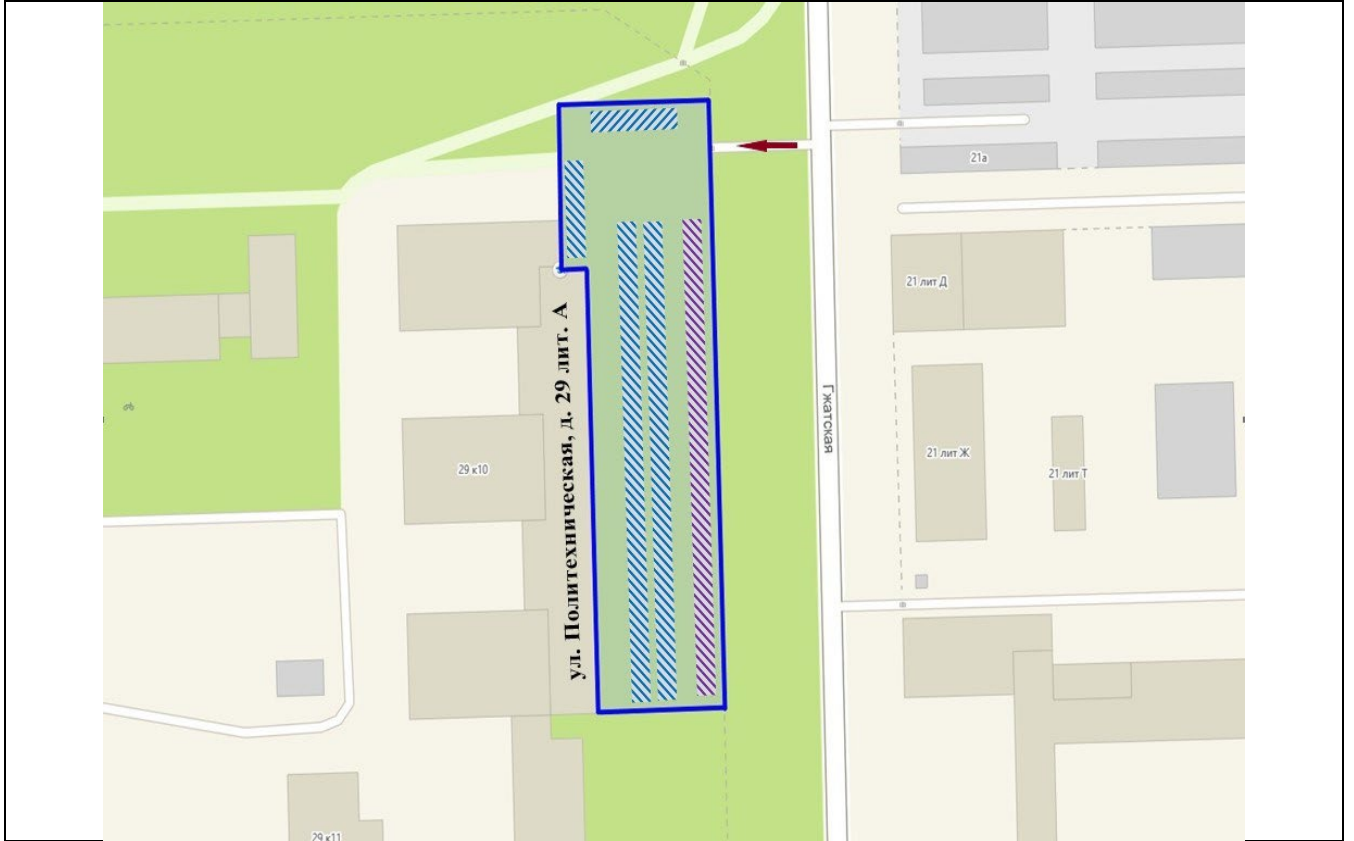 21а
21 лит Д
ул. Политехническая, д. 29 лит. А
Гжатская
29 к10
21 лит Ж
21 лит Т
29 к11